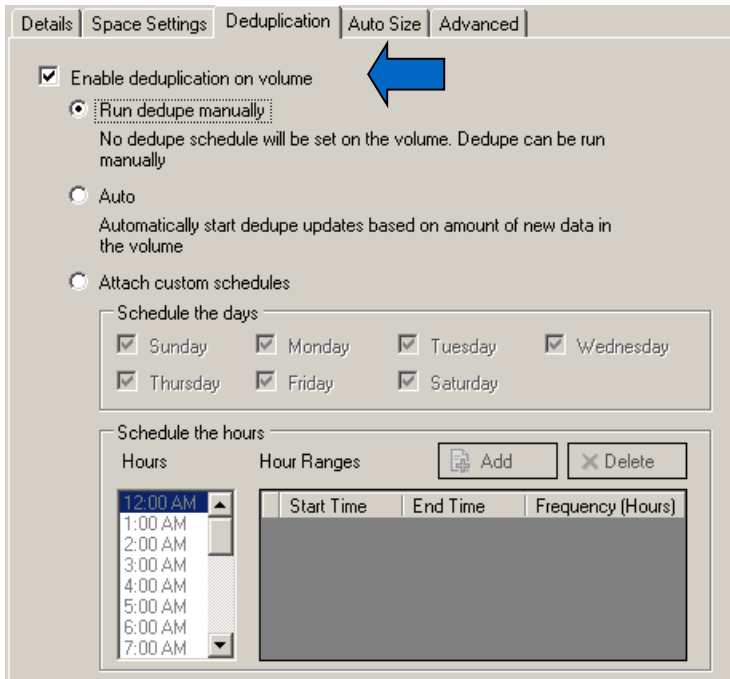 Details Space Settings Deduplication Auto Size Advanced
Enable deduplication on volume
Run dedupe manually
No dedupe schedule will be set on the volume. Dedupe can be run
manually
Auto
Automatically start dedupe updates based on amount of new data in
the volume
Attach custom schedules
Schedule the days
Sunday Monday Tuesday Wednesday
Thursday Friday Saturday
Schedule the hours
Hours Hour Ranges Add Delete
12:00 AM Start Time End Time Frequency (Hours)
1:00 AM
2:00 AM
3:00 AM
4:00 AM
5:00 AM
6:00 AM
7:00 AM